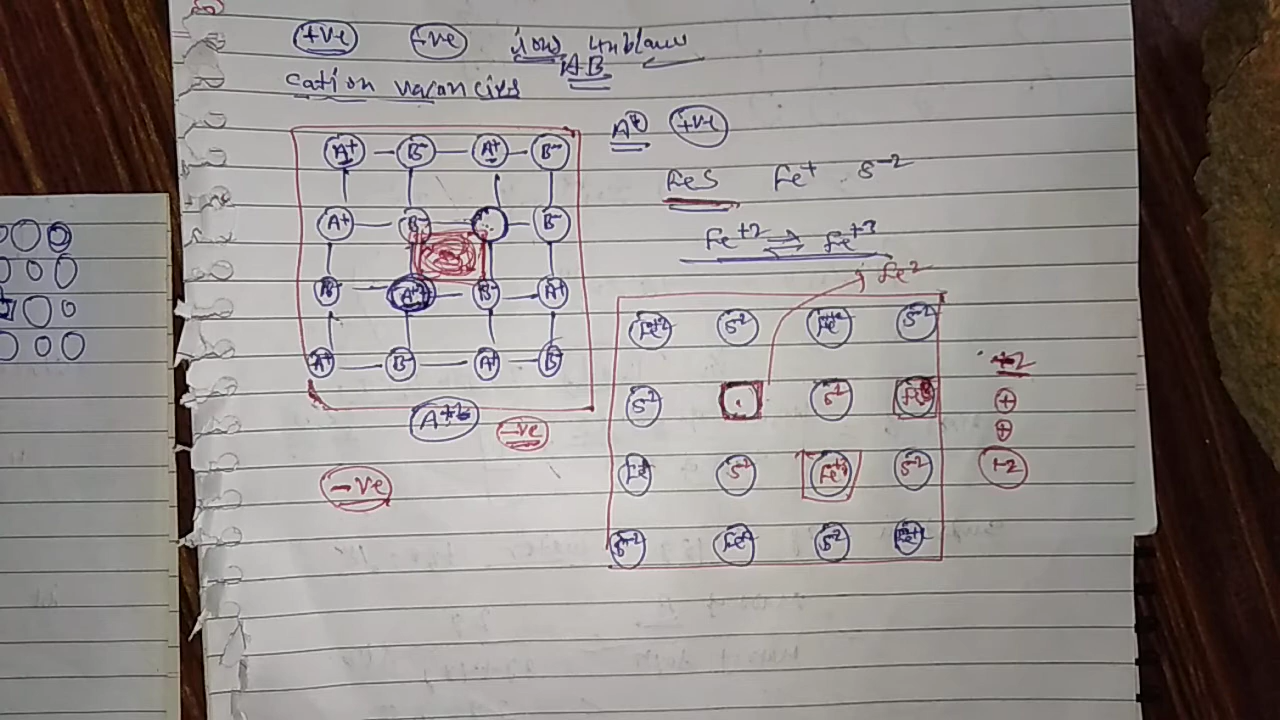 +ve +ve ions
AB
cation vacancies
A+ +ve
A+ B- A+ B-
FeS Fe+ S-2
A+ B- B-
Fe+2 ⇌ Fe+3
Fe2
B- A+2 B- A+
Fe+2 S-2 Fe+2 S-2
A+ B- A+ B-
+2
S-2 S-2 Fe+3
+
A+2 -ve
+
-ve
Fe S-2 Fe+3 S-2
+2
S-2 Fe+2 S-2 Fe+2